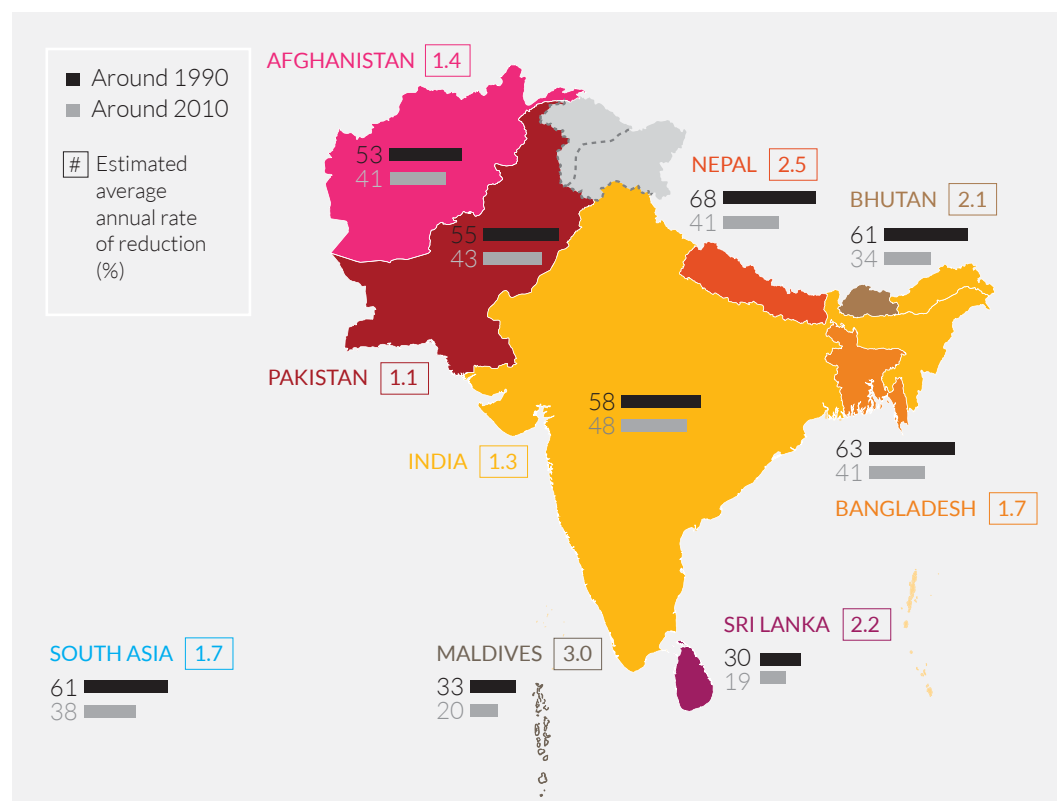 Around 1990
Around 2010
# Estimated
average
annual rate
of reduction
(%)
AFGHANISTAN 1.4
53
41
NEPAL 2.5
68
41
BHUTAN 2.1
61
34
55
43
PAKISTAN 1.1
58
48
INDIA 1.3
63
41
BANGLADESH 1.7
SRI LANKA 2.2
30
19
MALDIVES 3.0
33
20
SOUTH ASIA 1.7
61
38